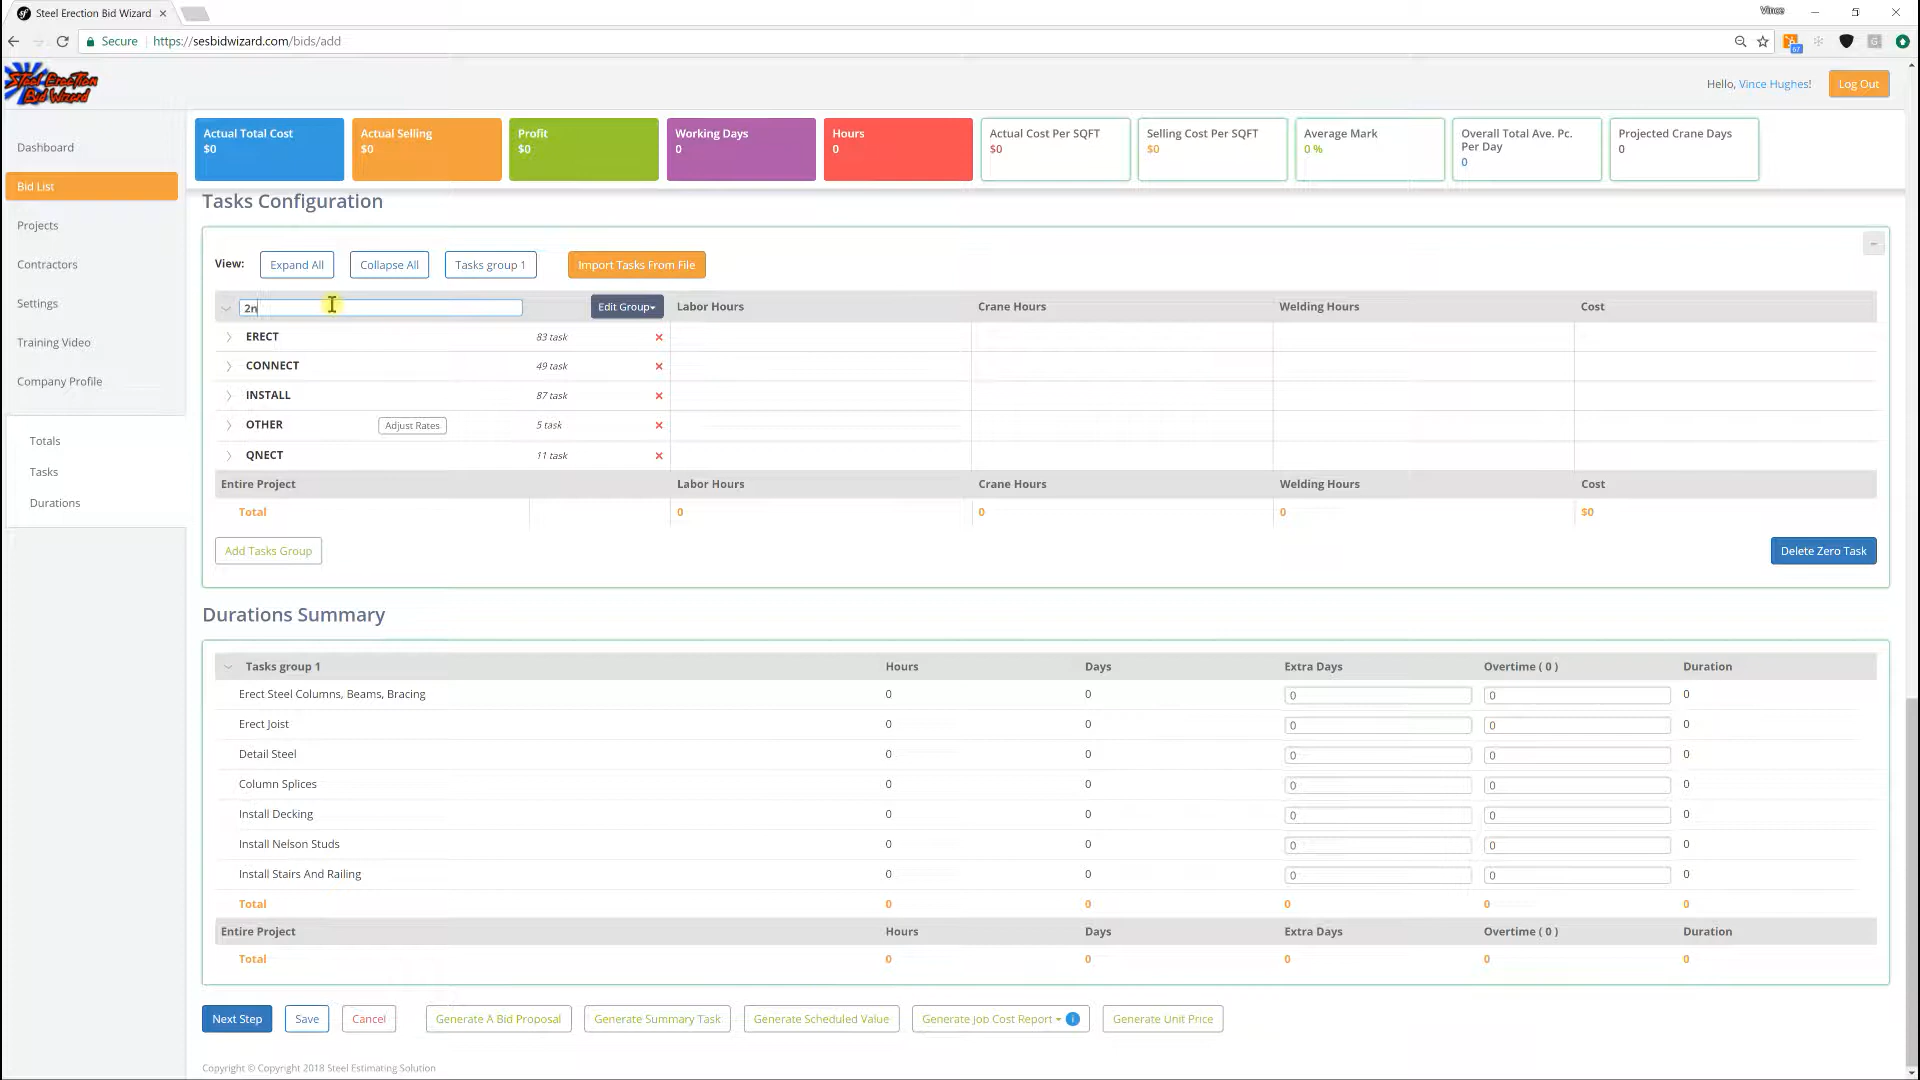 Steel Erection Bid Wizard
Vince
Secure https://sesbidwizard.com/bids/add
67
G
Steel Erection
Bid Wizard
Hello, Vince Hughes!
Log Out
Actual Total Cost
$0
Actual Selling
$0
Profit
$0
Working Days
0
Hours
0
Actual Cost Per SQFT
$0
Selling Cost Per SQFT
$0
Average Mark
0 %
Overall Total Ave. Pc.
Per Day
0
Projected Crane Days
0
Dashboard
Bid List
Projects
Contractors
Settings
Training Video
Company Profile
Totals
Tasks
Durations
Tasks Configuration
View: Expand All Collapse All Tasks group 1 Import Tasks From File
2n Edit Group Labor Hours Crane Hours Welding Hours Cost
ERECT 83 task
CONNECT 49 task
INSTALL 87 task
OTHER Adjust Rates 5 task
QNECT 11 task
Entire Project Labor Hours Crane Hours Welding Hours Cost
Total 0 0 0 $0
Add Tasks Group Delete Zero Task
Durations Summary
Tasks group 1 Hours Days Extra Days Overtime ( 0 ) Duration
Erect Steel Columns, Beams, Bracing 0 0 0 0 0
Erect Joist 0 0 0 0 0
Detail Steel 0 0 0 0 0
Column Splices 0 0 0 0 0
Install Decking 0 0 0 0 0
Install Nelson Studs 0 0 0 0 0
Install Stairs And Railing 0 0 0 0 0
Total 0 0 0 0 0
Entire Project Hours Days Extra Days Overtime ( 0 ) Duration
Total 0 0 0 0 0
Next Step Save Cancel Generate A Bid Proposal Generate Summary Task Generate Scheduled Value Generate Job Cost Report i Generate Unit Price
Copyright © Copyright 2018 Steel Estimating Solution